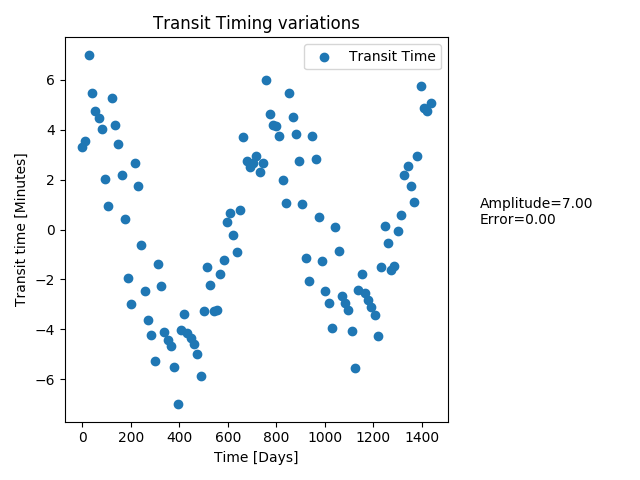 Transit Timing variations
Transit Time
Transit time [Minutes]
6
4
2
0
−2
−4
−6
0 200 400 600 800 1000 1200 1400
Time [Days]
Amplitude=7.00
Error=0.00